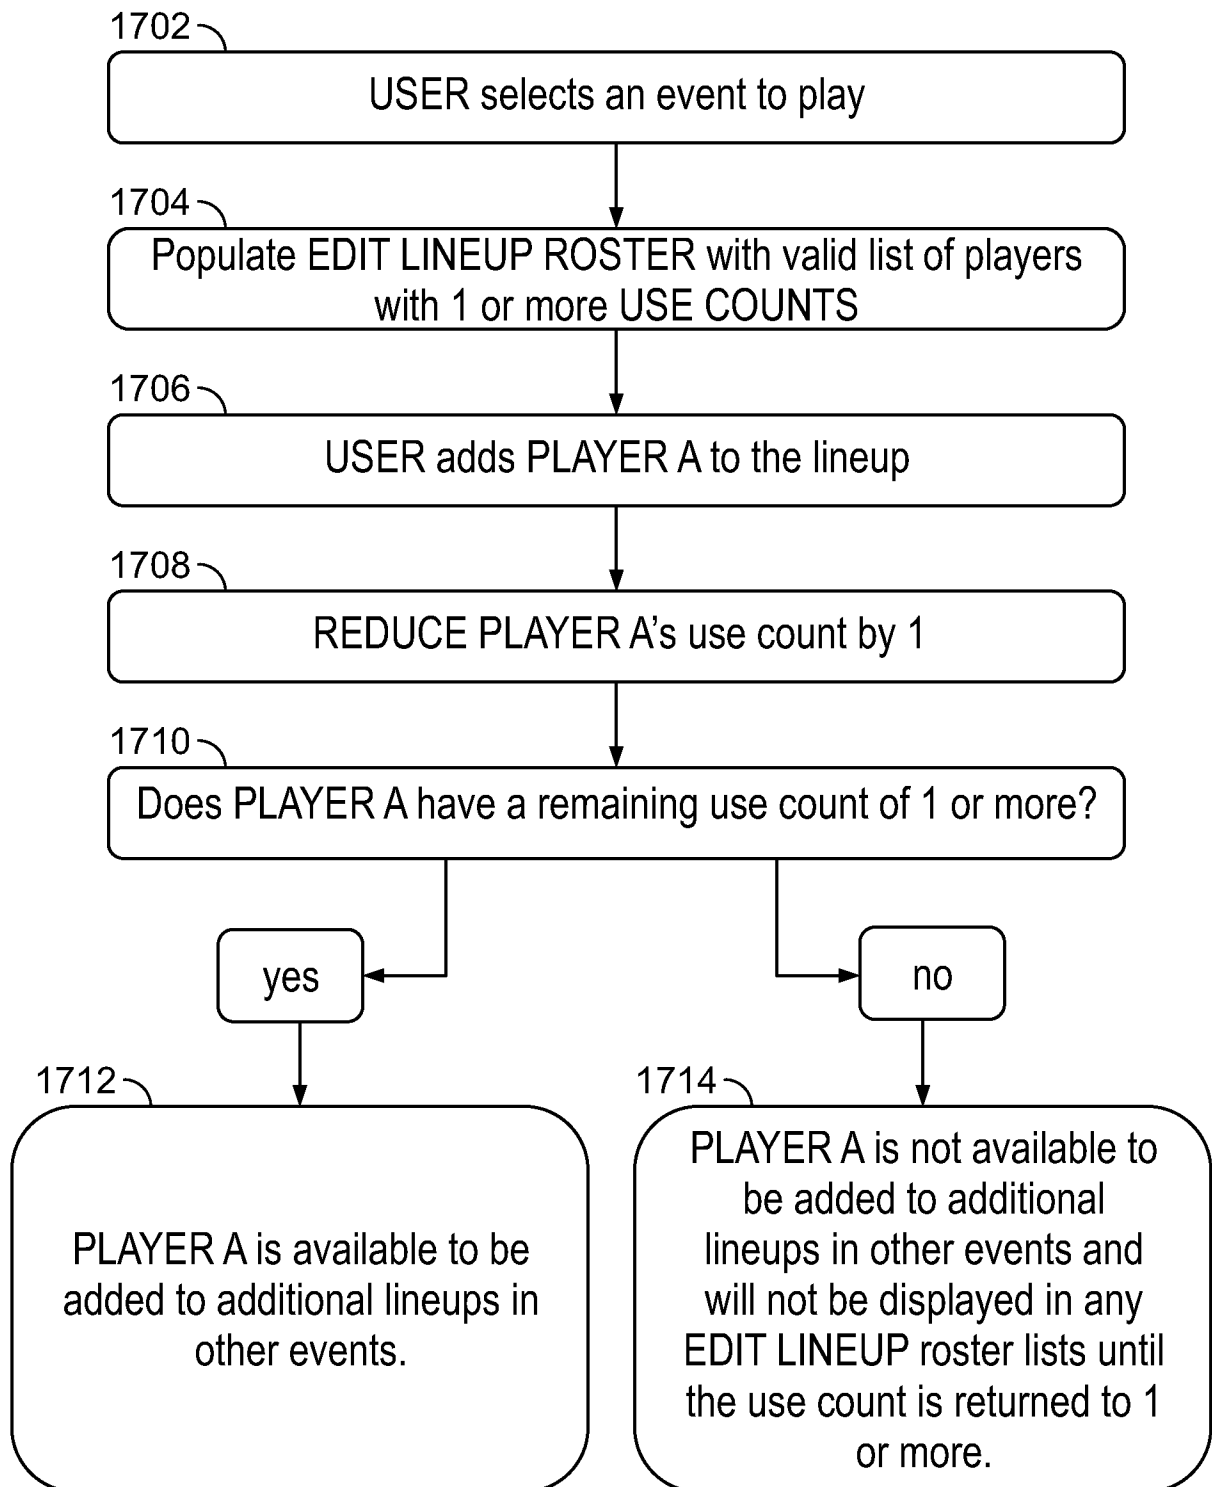 1702
USER selects an event to play
1704
Populate EDIT LINEUP ROSTER with valid list of players
with 1 or more USE COUNTS
1706
USER adds PLAYER A to the lineup
1708
REDUCE PLAYER A’s use count by 1
1710
Does PLAYER A have a remaining use count of 1 or more?
yes
no
1712
PLAYER A is available to be
added to additional lineups in
other events.
1714
PLAYER A is not available to
be added to additional
lineups in other events and
will not be displayed in any
EDIT LINEUP roster lists until
the use count is returned to 1
or more.